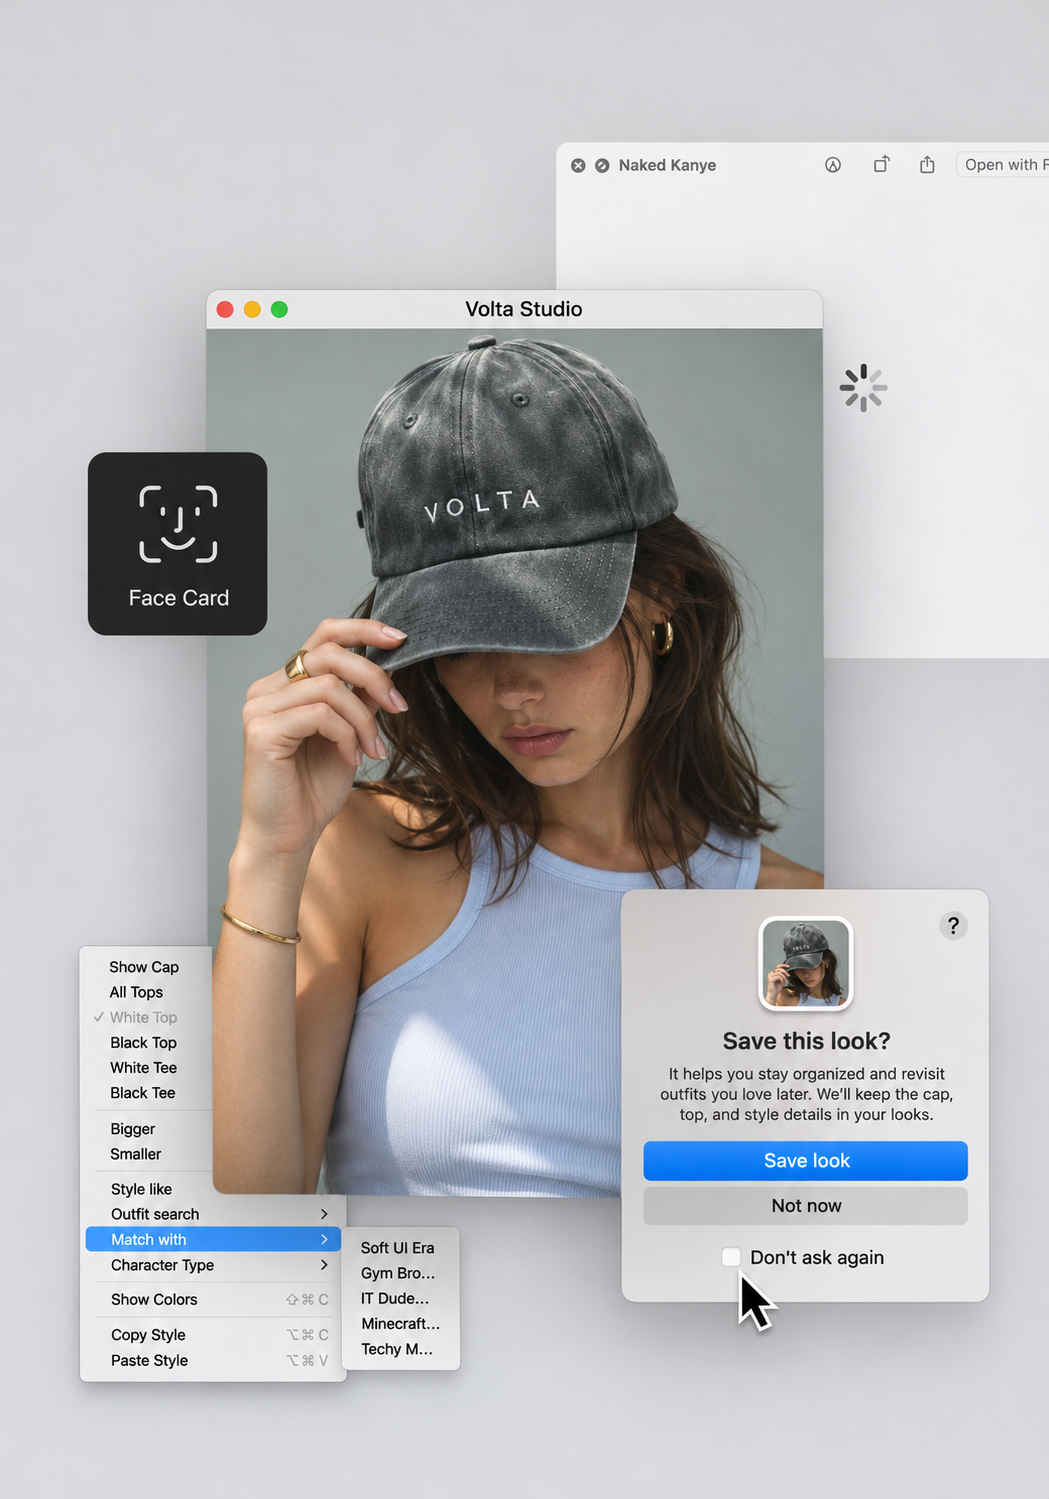 Naked Kanye
Open with F
Volta Studio
VOLTA
Face Card
Show Cap
All Tops
✓ White Top
Black Top
White Tee
Black Tee
Bigger
Smaller
Style like
Outfit search >
Match with >
Character Type >
Show Colors ⇧⌘C
Copy Style ⌥⌘C
Paste Style ⌥⌘V
Soft UI Era
Gym Bro...
IT Dude...
Minecraft...
Techy M...
?
VOLTA
Save this look?
It helps you stay organized and revisit
outfits you love later. We'll keep the cap,
top, and style details in your looks.
Save look
Not now
Don't ask again